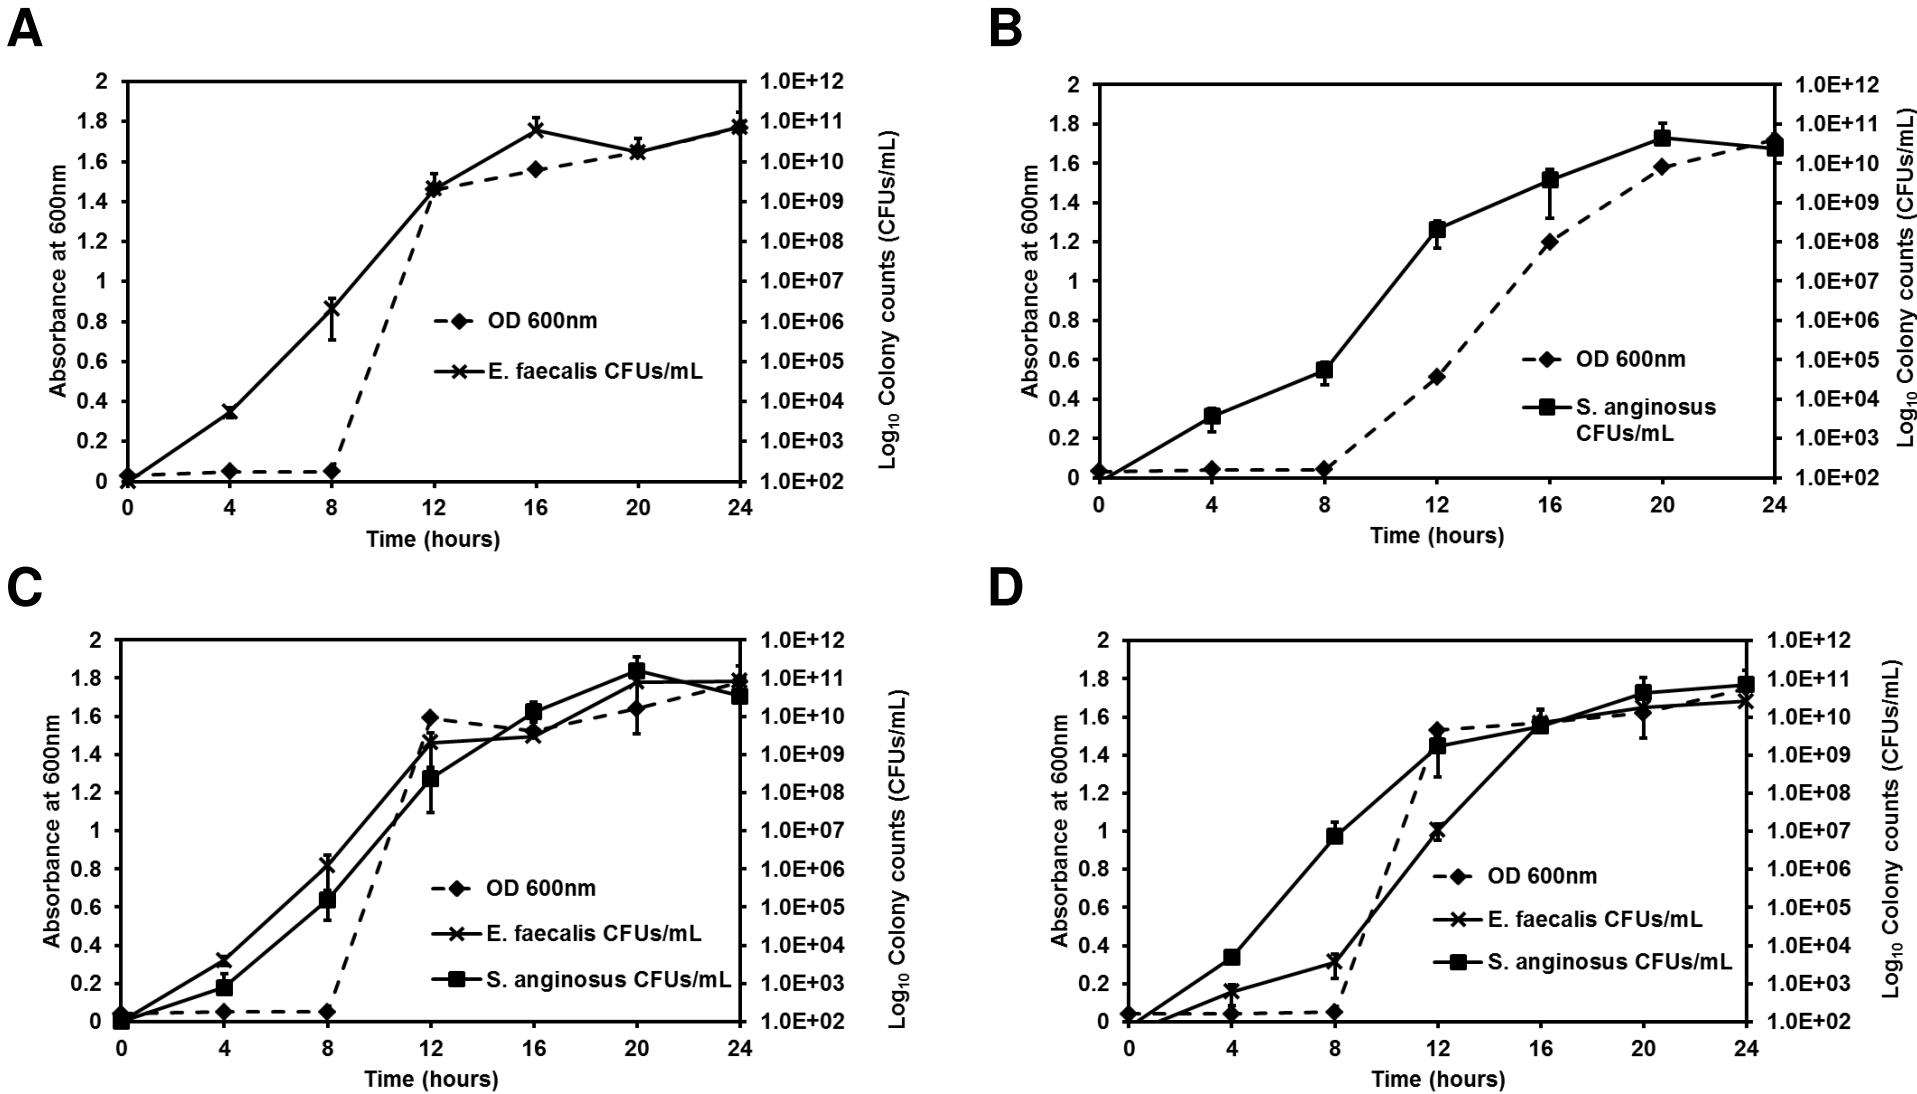 A
2
1.8
1.6
1.4
1.2
1
0.8
0.6
0.4
0.2
0
Absorbance at 600nm
1.0E+12
1.0E+11
1.0E+10
1.0E+09
1.0E+08
1.0E+07
1.0E+06
1.0E+05
1.0E+04
1.0E+03
1.0E+02
Log10 Colony counts (CFUs/mL)
OD 600nm
E. faecalis CFUs/mL
0 4 8 12 16 20 24
Time (hours)
B
2
1.8
1.6
1.4
1.2
1
0.8
0.6
0.4
0.2
0
Absorbance at 600nm
1.0E+12
1.0E+11
1.0E+10
1.0E+09
1.0E+08
1.0E+07
1.0E+06
1.0E+05
1.0E+04
1.0E+03
1.0E+02
Log10 Colony counts (CFUs/mL)
OD 600nm
S. anginosus
CFUs/mL
0 4 8 12 16 20 24
Time (hours)
C
2
1.8
1.6
1.4
1.2
1
0.8
0.6
0.4
0.2
0
Absorbance at 600nm
1.0E+12
1.0E+11
1.0E+10
1.0E+09
1.0E+08
1.0E+07
1.0E+06
1.0E+05
1.0E+04
1.0E+03
1.0E+02
Log10 Colony counts (CFUs/mL)
OD 600nm
E. faecalis CFUs/mL
S. anginosus CFUs/mL
0 4 8 12 16 20 24
Time (hours)
D
2
1.8
1.6
1.4
1.2
1
0.8
0.6
0.4
0.2
0
Absorbance at 600nm
1.0E+12
1.0E+11
1.0E+10
1.0E+09
1.0E+08
1.0E+07
1.0E+06
1.0E+05
1.0E+04
1.0E+03
1.0E+02
Log10 Colony counts (CFUs/mL)
OD 600nm
E. faecalis CFUs/mL
S. anginosus CFUs/mL
0 4 8 12 16 20 24
Time (hours)